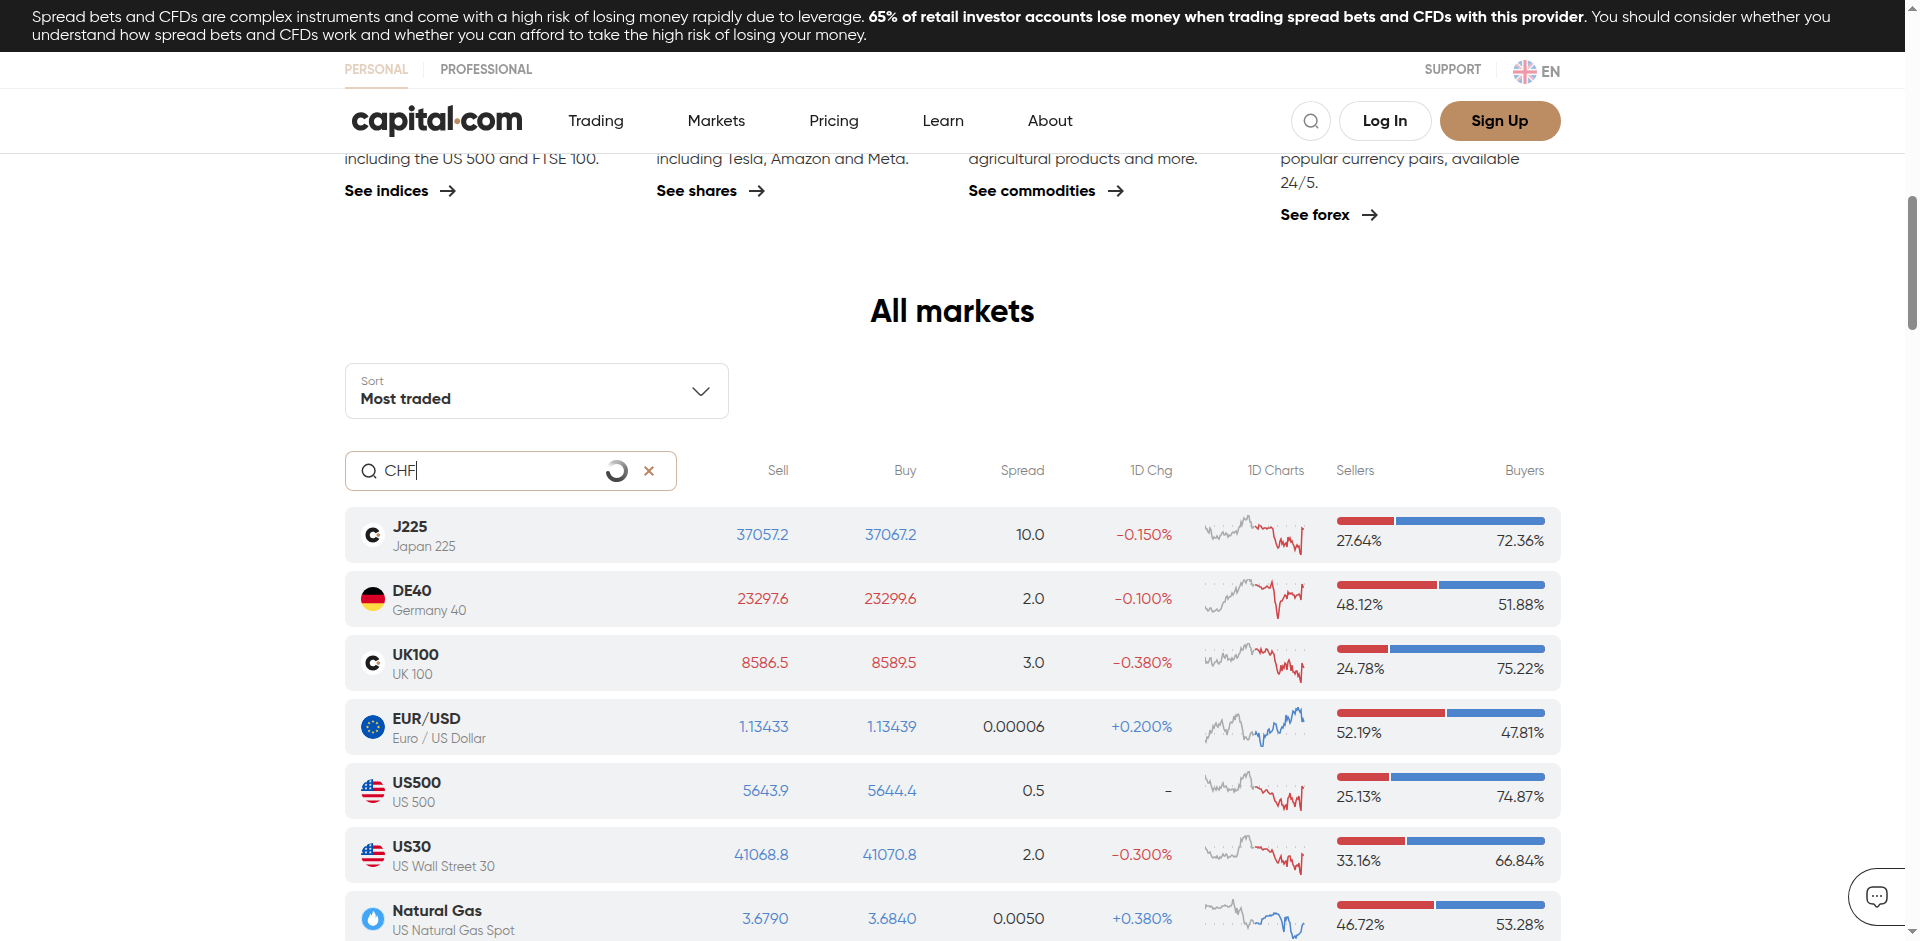 Spread bets and CFDs are complex instruments and come with a high risk of losing money rapidly due to leverage. 65% of retail investor accounts lose money when trading spread bets and CFDs with this provider. You should consider whether you
understand how spread bets and CFDs work and whether you can afford to take the high risk of losing your money.
PERSONAL PROFESSIONAL SUPPORT EN
capital.com Trading Markets Pricing Learn About Log In Sign Up
including the US 500 and FTSE 100. including Tesla, Amazon and Meta. agricultural products and more. popular currency pairs, available
24/5.
See indices See shares See commodities
See forex
All markets
Sort
Most traded
CHF Sell Buy Spread 1D Chg 1D Charts Sellers Buyers
J225
Japan 225
37057.2 37067.2 10.0 -0.150% 27.64% 72.36%
DE40
Germany 40
23297.6 23299.6 2.0 -0.100% 48.12% 51.88%
UK100
UK 100
8586.5 8589.5 3.0 -0.380% 24.78% 75.22%
EUR/USD
Euro / US Dollar
1.13433 1.13439 0.00006 +0.200% 52.19% 47.81%
US500
US 500
5643.9 5644.4 0.5 - 25.13% 74.87%
US30
US Wall Street 30
41068.8 41070.8 2.0 -0.300% 33.16% 66.84%
Natural Gas
US Natural Gas Spot
3.6790 3.6840 0.0050 +0.380% 46.72% 53.28%